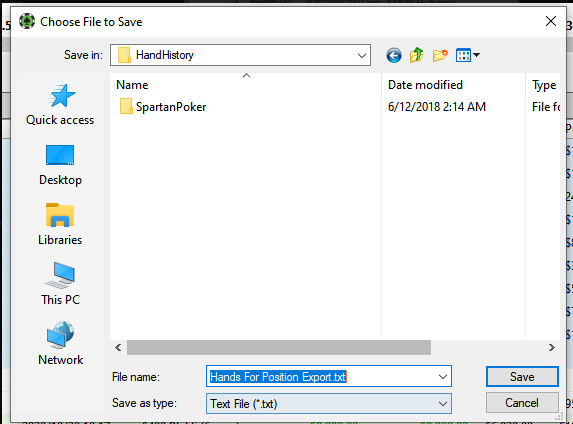 Choose File to Save
Save in: HandHistory
Name Date modified Type
SpartanPoker 6/12/2018 2:14 AM File fo
Quick access
Desktop
Libraries
This PC
Network
File name: Hands For Position Export.txt Save
Save as type: Text File (*.txt) Cancel